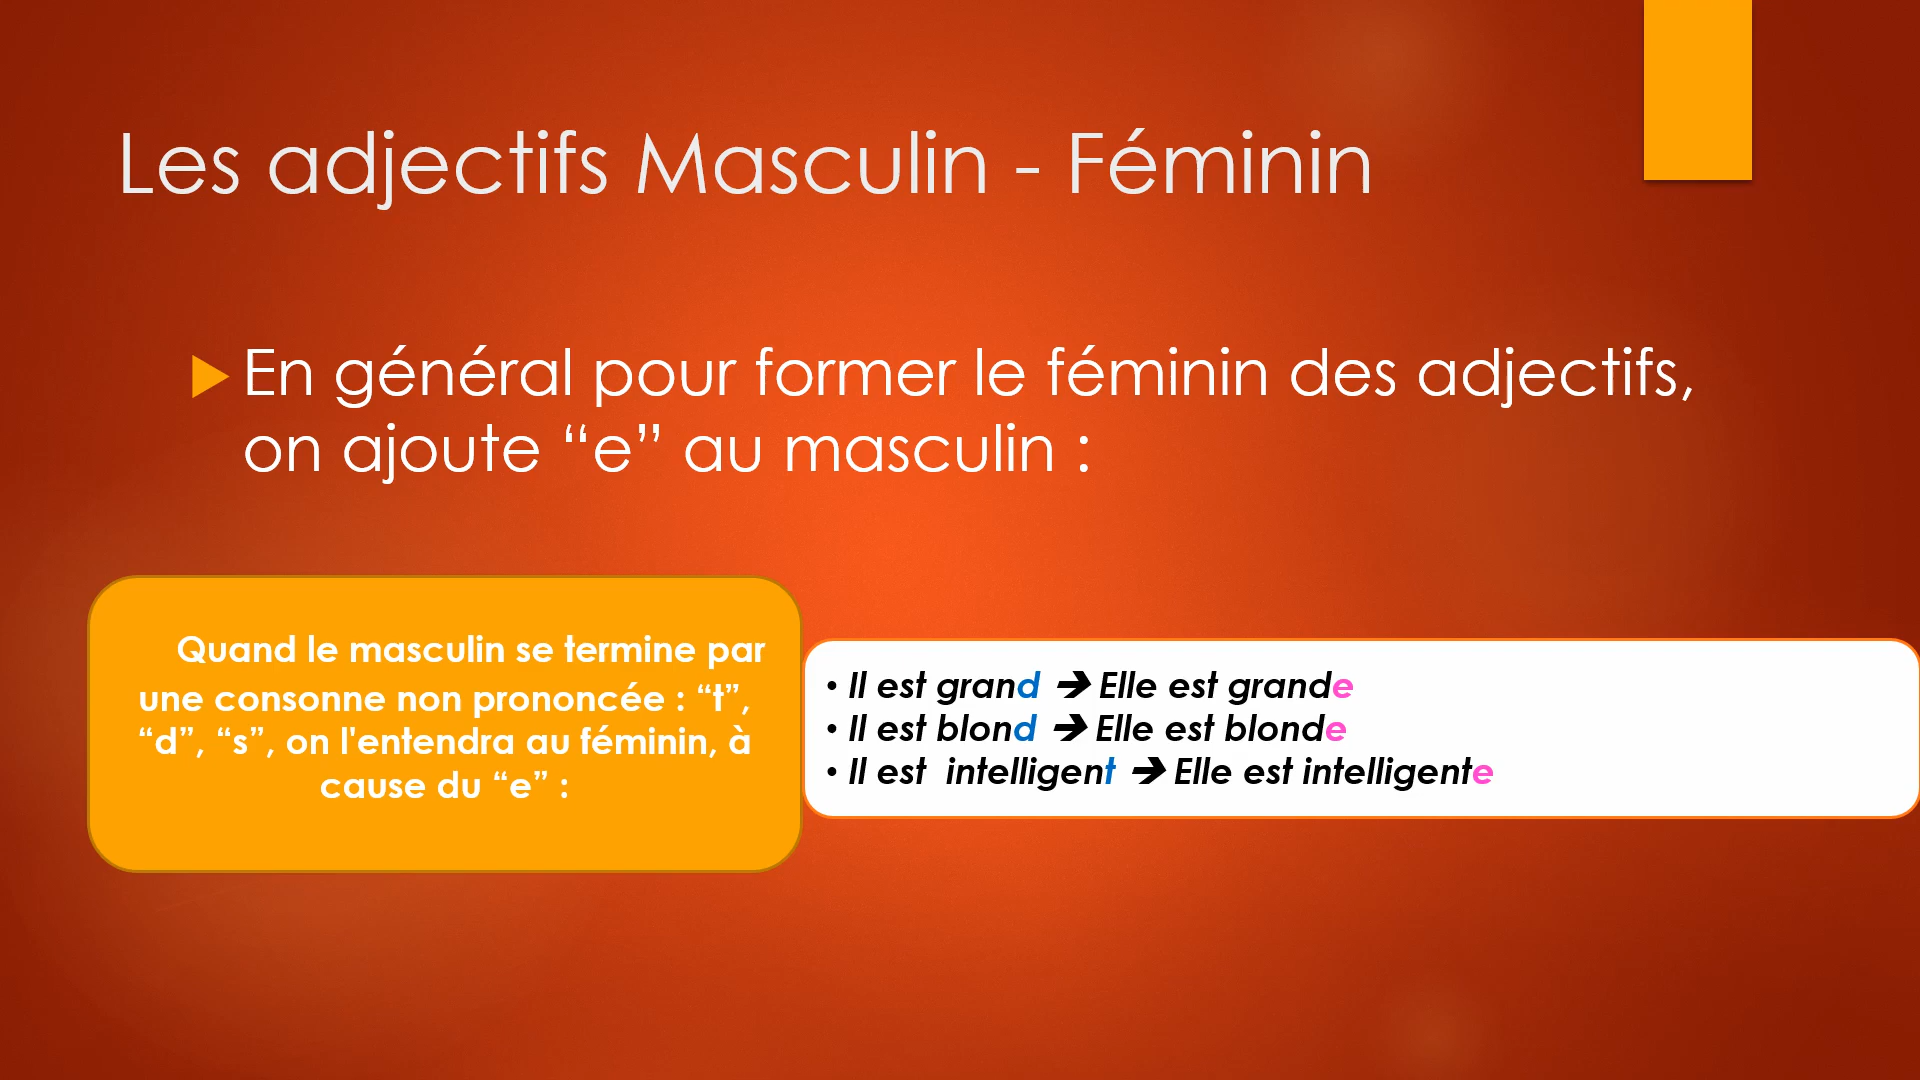 Les adjectifs Masculin - Féminin
En général pour former le féminin des adjectifs,
on ajoute “e” au masculin :
Quand le masculin se termine par
une consonne non prononcée : “t”,
“d”, “s”, on l'entendra au féminin, à
cause du “e” :
• Il est grand ➔ Elle est grande
• Il est blond ➔ Elle est blonde
• Il est  intelligent ➔ Elle est intelligente